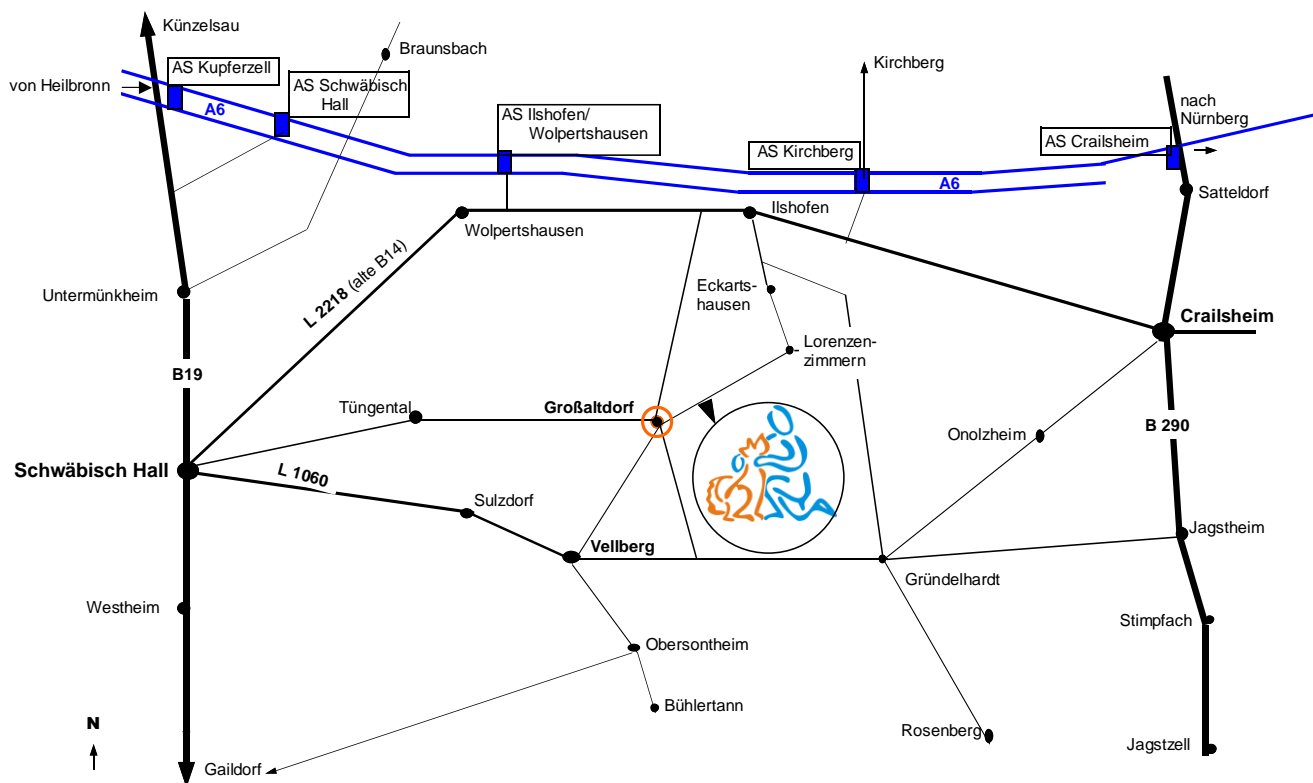 Künzelsau
Braunsbach
von Heilbronn
AS Kupferzell
AS Schwäbisch
Hall
A6
AS Ilshofen/
Wolpertshausen
Kirchberg
AS Kirchberg
A6
AS Crailsheim
nach
Nürnberg
Satteldorf
Wolpertshausen
Ilshofen
L 2218 (alte B14)
Untermünkheim
Eckarts-
hausen
Crailsheim
Lorenzen-
zimmern
B19
Tüngental
Großaltdorf
Onolzheim
B 290
Schwäbisch Hall
L 1060
Sulzdorf
Vellberg
Jagstheim
Gründelhardt
Westheim
Stimpfach
Obersontheim
Bühlertann
Rosenberg
N
Jagstzell
Gaildorf